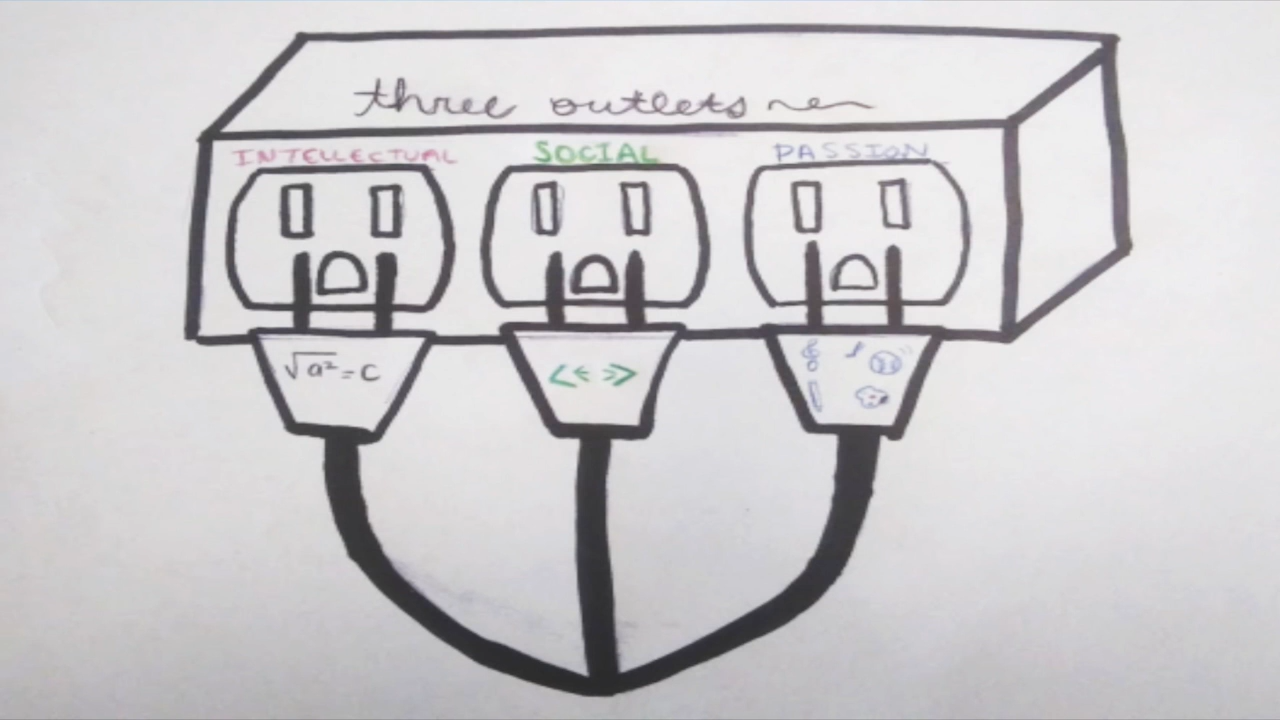 three outlets
INTELLECTUAL SOCIAL PASSION
√a² = C